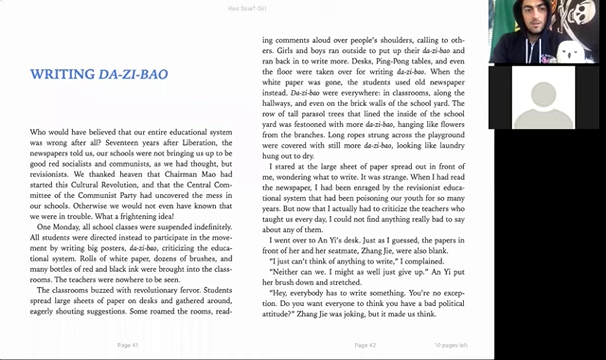 Red Scarf Girl
WRITING DA-ZI-BAO
Who would have believed that our entire educational system
was wrong after all? Seventeen years after Liberation, the
newspapers told us, our schools were not bringing us up to be
good red socialists and communists, as we had thought, but
revisionists. We thanked heaven that Chairman Mao had
started this Cultural Revolution, and that the Central Com-
mittee of the Communist Party had uncovered the mess in
our schools. Otherwise we would not even have known that
we were in trouble. What a frightening idea!
One Monday, all school classes were suspended indefinitely.
All students were directed instead to participate in the move-
ment by writing big posters, da-zi-bao, criticizing the educa-
tional system. Rolls of white paper, dozens of brushes, and
many bottles of red and black ink were brought into the class-
rooms. The teachers were nowhere to be seen.
The classrooms buzzed with revolutionary fervor. Students
spread large sheets of paper on desks and gathered around,
eagerly shouting suggestions. Some roamed the rooms, read-
Page 41
ing comments aloud over people's shoulders, calling to oth-
ers. Girls and boys ran outside to put up their da-zi-bao and
ran back in to write more. Desks, Ping-Pong tables, and even
the floor were taken over for writing da-zi-bao. When the
white paper was gone, the students used old newspaper
instead. Da-zi-bao were everywhere: in classrooms, along the
hallways, and even on the brick walls of the school yard. The
row of tall parasol trees that lined the inside of the school
yard was festooned with more da-zi-bao, hanging like flowers
from the branches. Long ropes strung across the playground
were covered with still more da-zi-bao, looking like laundry
hung out to dry.
I stared at the large sheet of paper spread out in front of
me, wondering what to write. It was strange. When I had read
the newspaper, I had been enraged by the revisionist educa-
tional system that had been poisoning our youth for so many
years. But now that I actually had to criticize the teachers who
taught us every day, I could not find anything really bad to say
about any of them.
I went over to An Yi's desk. Just as I guessed, the papers in
front of her and her seatmate, Zhang Jie, were also blank.
"I just can't think of anything to write," I complained.
"Neither can we. I might as well just give up." An Yi put
her brush down and stretched.
"Hey, everybody has to write something. You're no excep-
tion. Do you want everyone to think you have a bad political
attitude?" Zhang Jie was joking, but it made us think.
Page 42
10 pages left